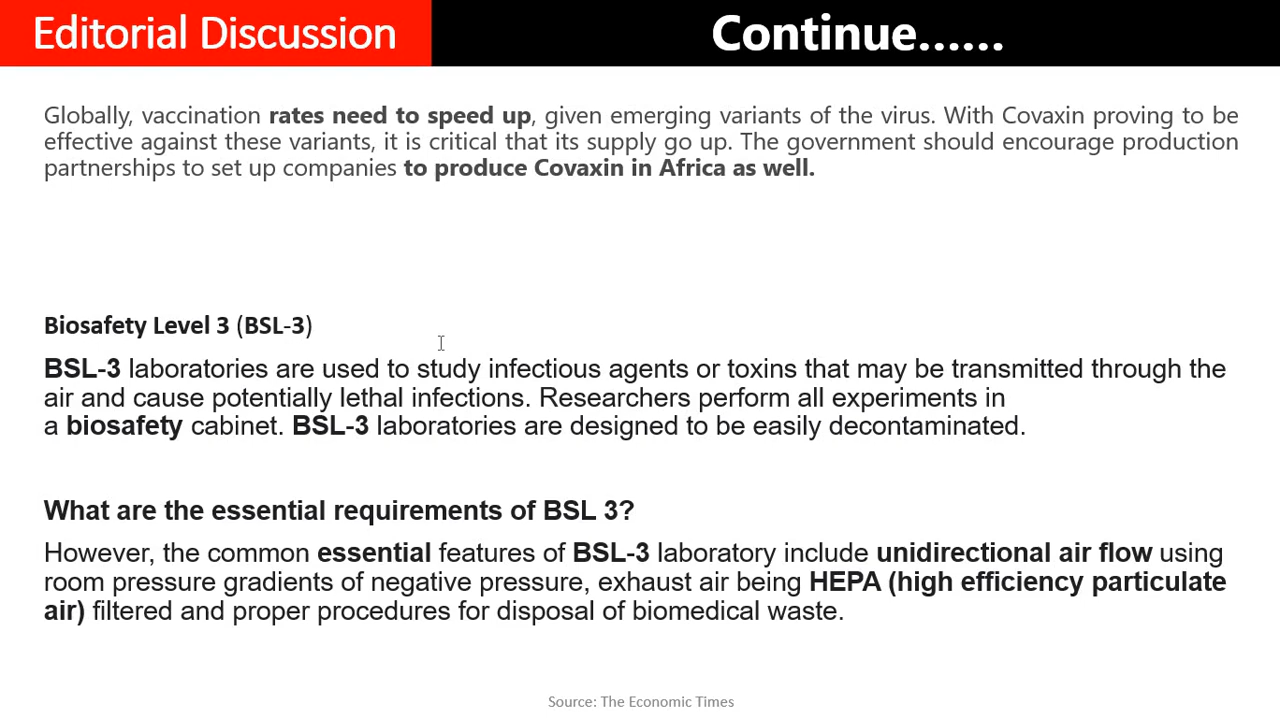 Editorial Discussion
Continue......
Globally, vaccination rates need to speed up, given emerging variants of the virus. With Covaxin proving to be
effective against these variants, it is critical that its supply go up. The government should encourage production
partnerships to set up companies to produce Covaxin in Africa as well.
Biosafety Level 3 (BSL-3)
BSL-3 laboratories are used to study infectious agents or toxins that may be transmitted through the
air and cause potentially lethal infections. Researchers perform all experiments in
a biosafety cabinet. BSL-3 laboratories are designed to be easily decontaminated.
What are the essential requirements of BSL 3?
However, the common essential features of BSL-3 laboratory include unidirectional air flow using
room pressure gradients of negative pressure, exhaust air being HEPA (high efficiency particulate
air) filtered and proper procedures for disposal of biomedical waste.
Source: The Economic Times